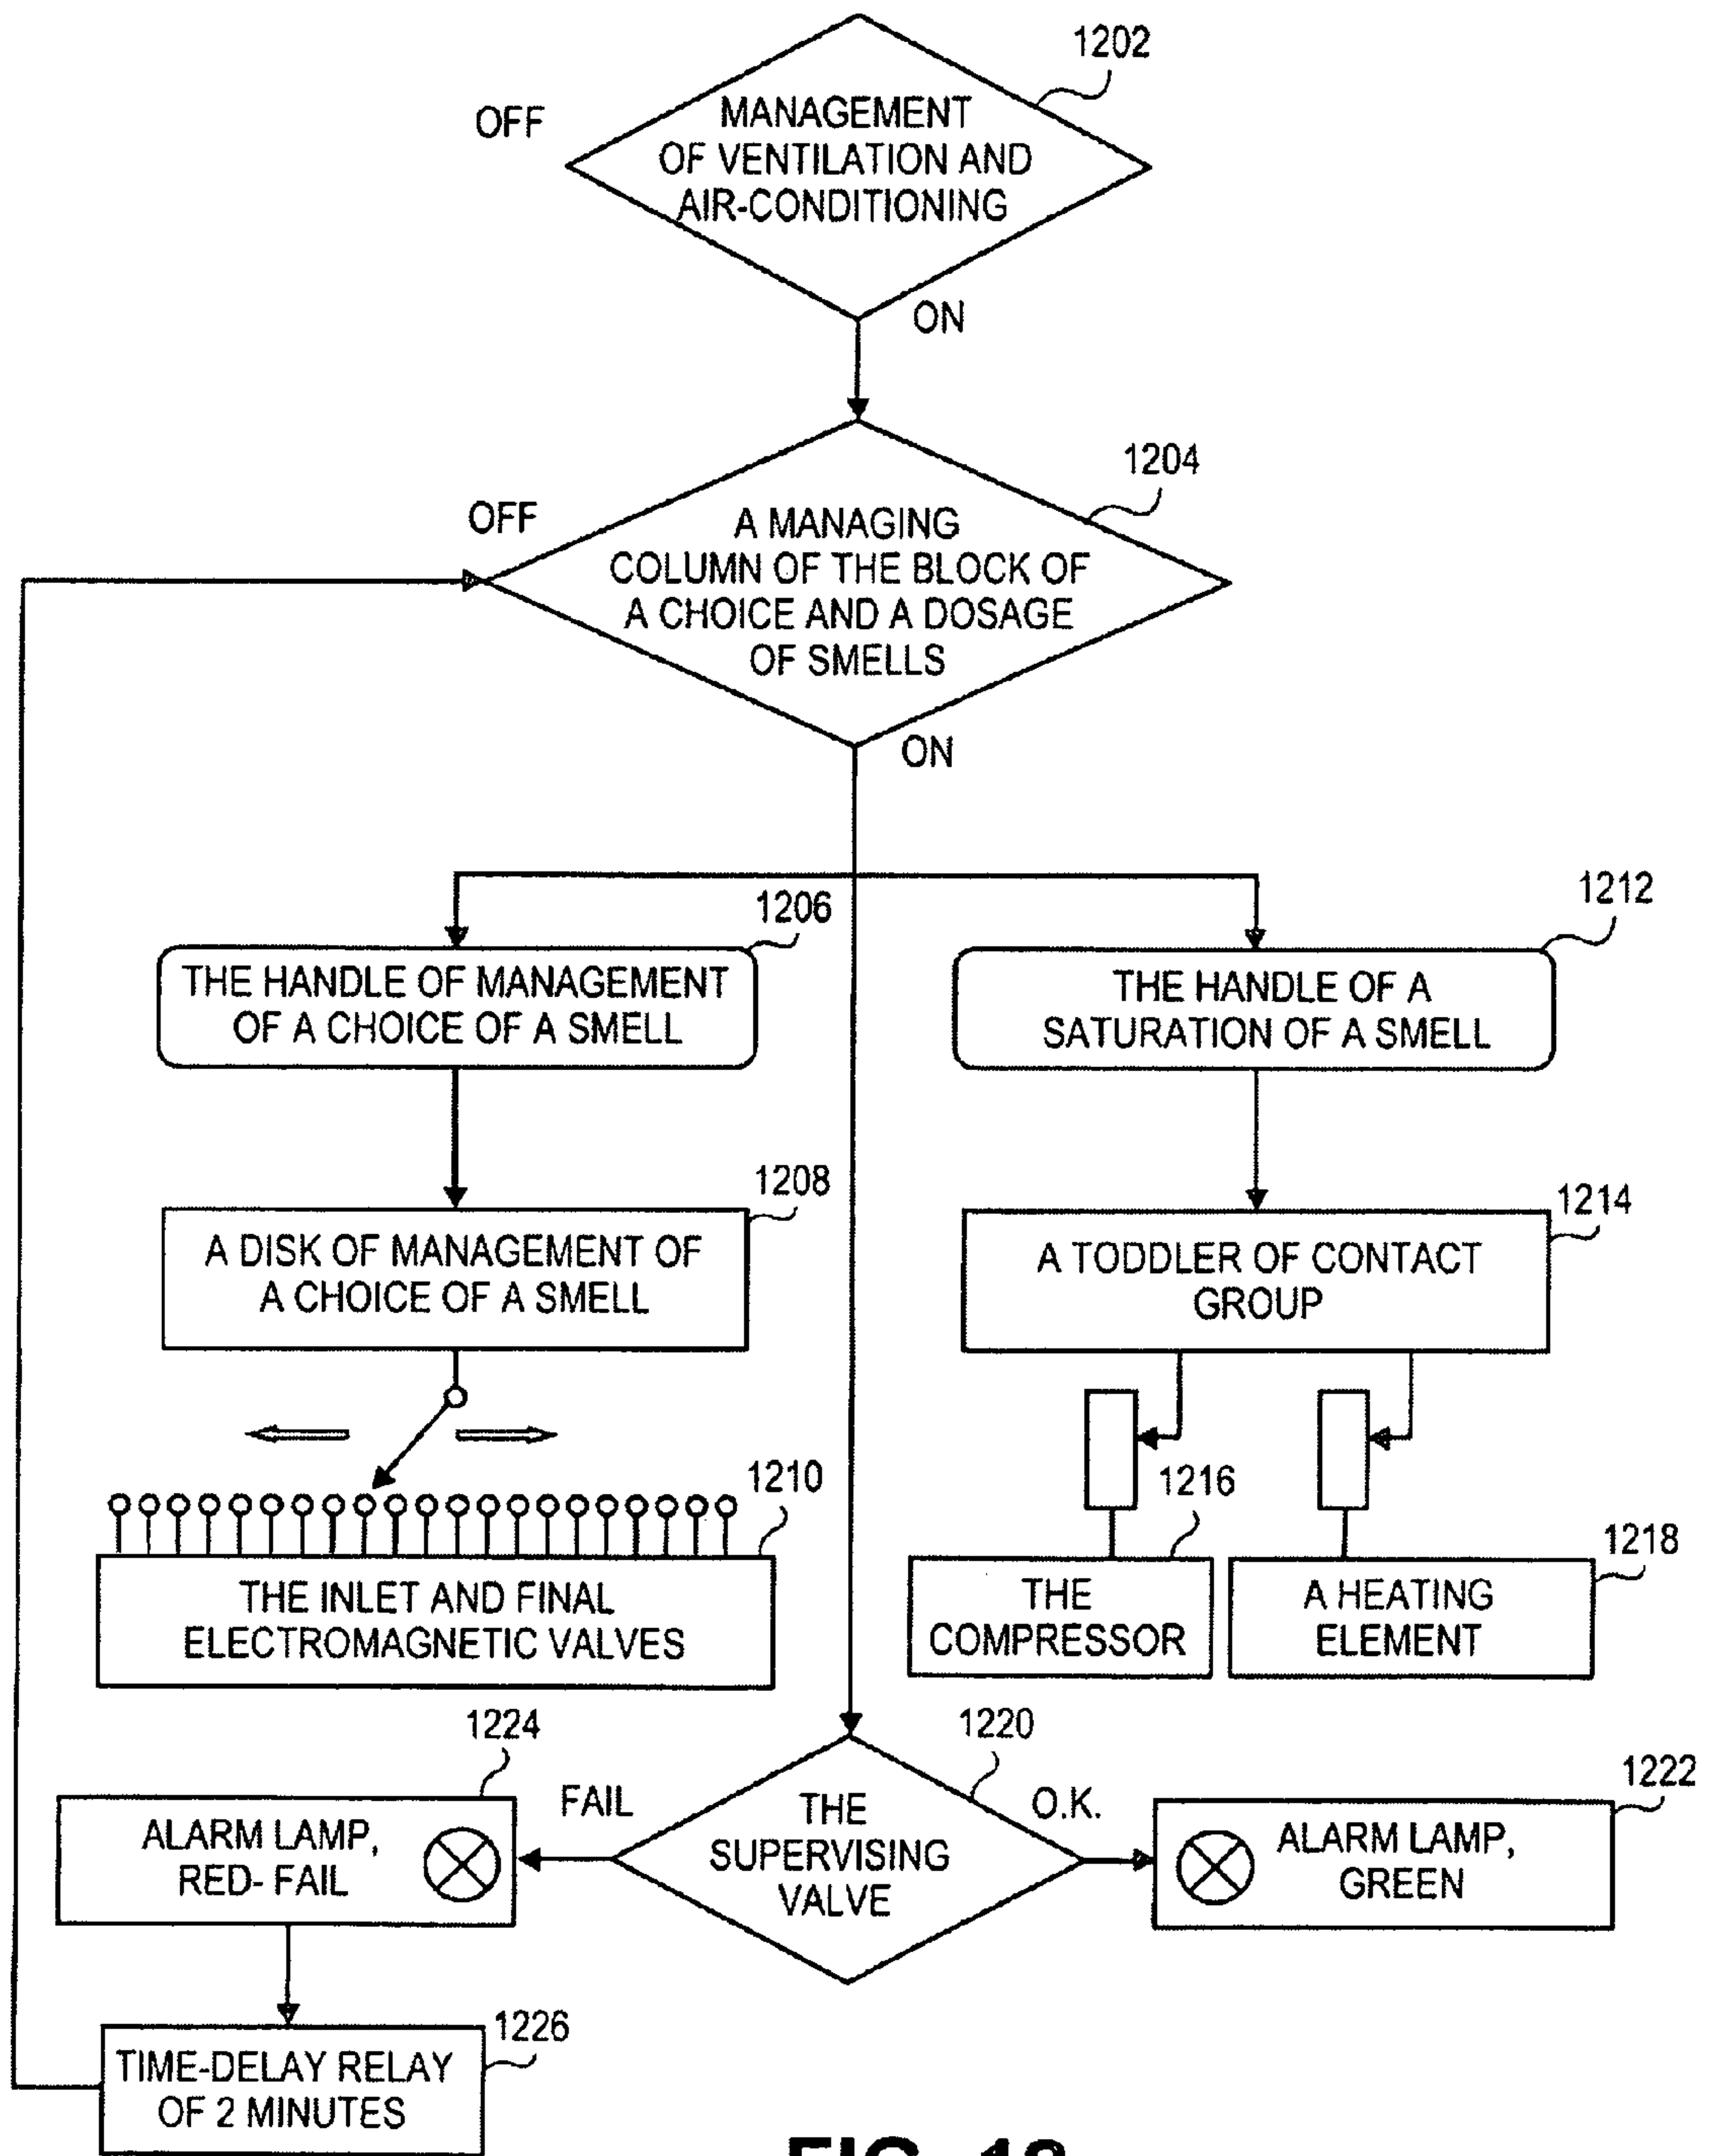 1202
OFF
MANAGEMENT
OF VENTILATION AND
AIR-CONDITIONING
ON
1204
OFF
A MANAGING
COLUMN OF THE BLOCK OF
A CHOICE AND A DOSAGE
OF SMELLS
ON
1206
THE HANDLE OF MANAGEMENT
OF A CHOICE OF A SMELL
1212
THE HANDLE OF A
SATURATION OF A SMELL
1208
A DISK OF MANAGEMENT OF
A CHOICE OF A SMELL
1214
A TODDLER OF CONTACT
GROUP
1210
THE INLET AND FINAL
ELECTROMAGNETIC VALVES
1216
THE
COMPRESSOR
1218
A HEATING
ELEMENT
1224
ALARM LAMP,
RED- FAIL
FAIL
1220
THE
SUPERVISING
VALVE
O.K.
1222
ALARM LAMP,
GREEN
1226
TIME-DELAY RELAY
OF 2 MINUTES